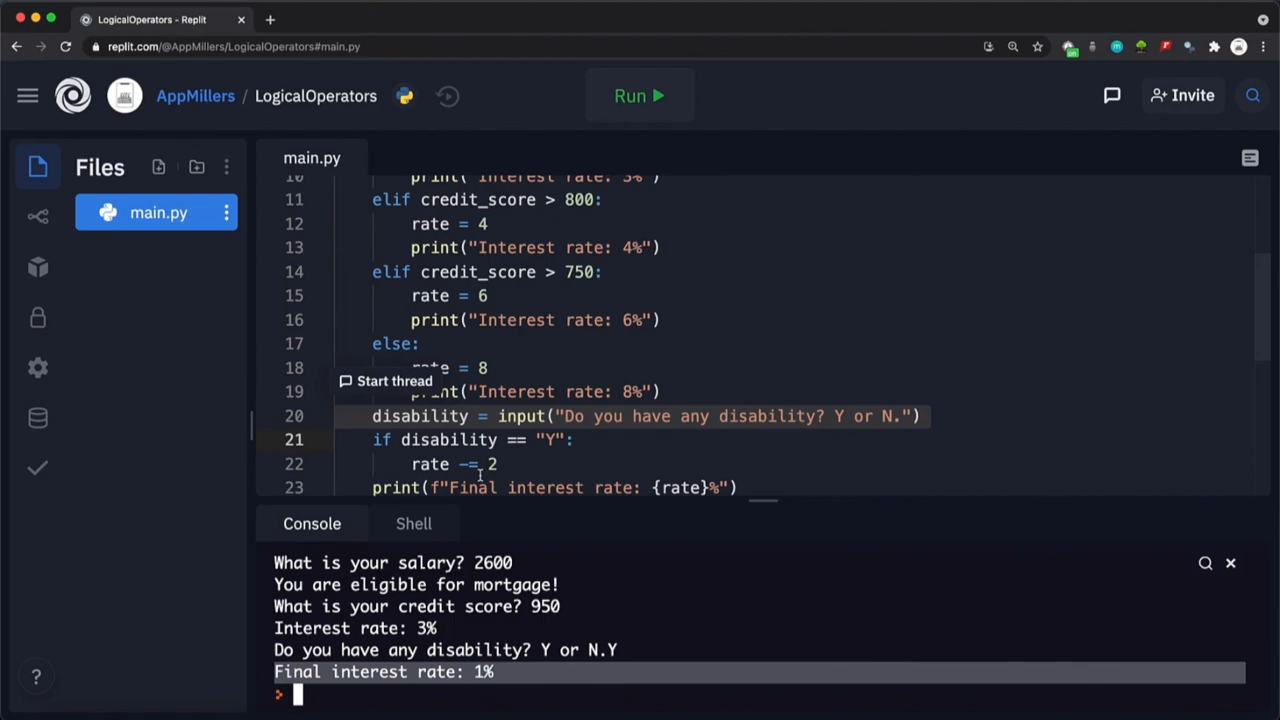 LogicalOperators - Replit
replit.com/@AppMillers/LogicalOperators#main.py
AppMillers / LogicalOperators
Run
Invite
Files
main.py
main.py
10 print("Interest rate: 3%")
11 elif credit_score > 800:
12 rate = 4
13 print("Interest rate: 4%")
14 elif credit_score > 750:
15 rate = 6
16 print("Interest rate: 6%")
17 else:
18 rate = 8
Start thread
19 print("Interest rate: 8%")
20 disability = input("Do you have any disability? Y or N.")
21 if disability == "Y":
22 rate -= 2
23 print(f"Final interest rate: {rate}%")
Console Shell
What is your salary? 2600
You are eligible for mortgage!
What is your credit score? 950
Interest rate: 3%
Do you have any disability? Y or N.Y
Final interest rate: 1%
>
?